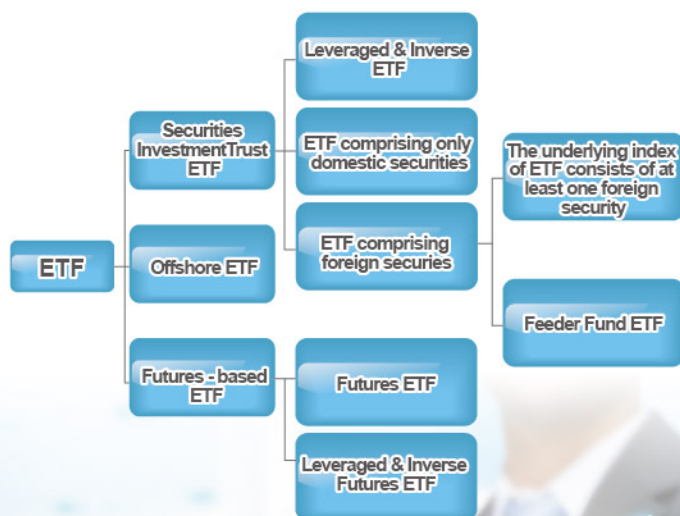 ETF
Securities
InvestmentTrust
ETF
Offshore ETF
Futures - based
ETF
Leveraged & Inverse
ETF
ETF comprising only
domestic securities
ETF comprising
foreign securies
Futures ETF
Leveraged & Inverse
Futures ETF
The underlying index
of ETF consists of at
least one foreign
security
Feeder Fund ETF